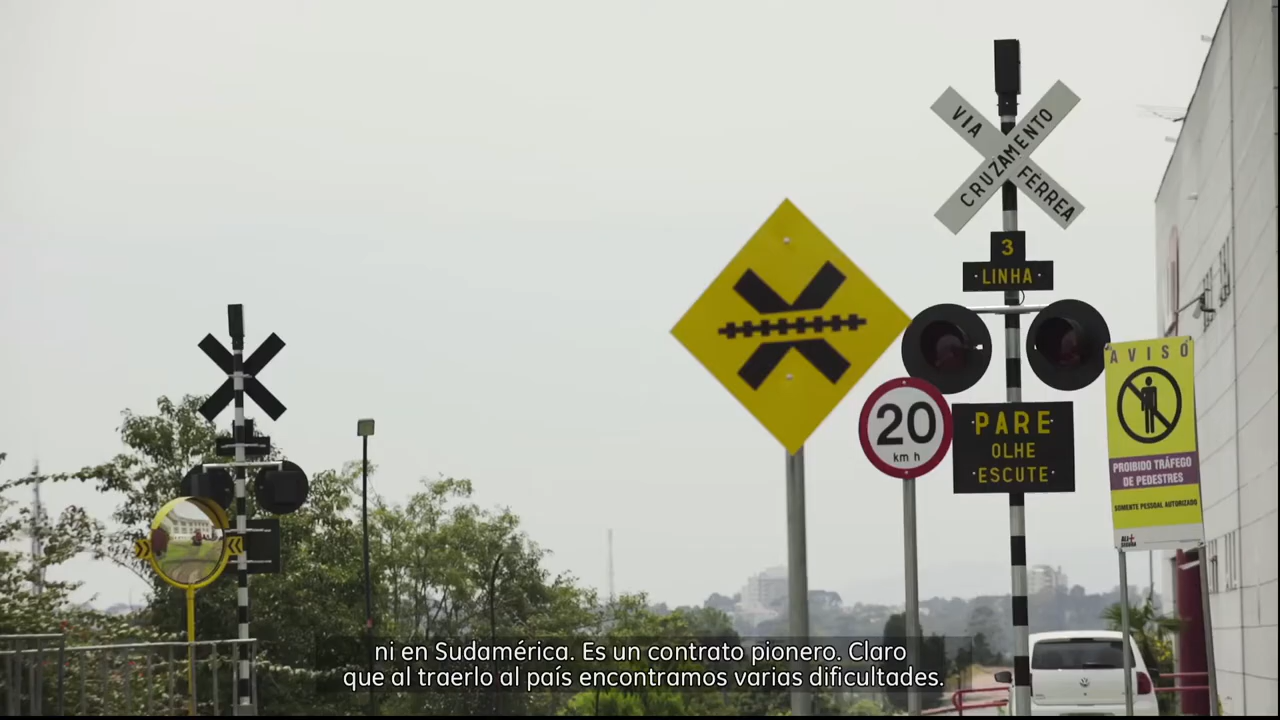 VIA
CRUZAMENTO
FÉRREA
3
·LINHA·
AVISO
20
km h
·PARE·
OLHE
·ESCUTE·
PROIBIDO TRÁFEGO
DE PEDESTRES
SOMENTE PESSOAL AUTORIZADO
ni en Sudamérica. Es un contrato pionero. Claro
que al traerlo al país encontramos varias dificultades.